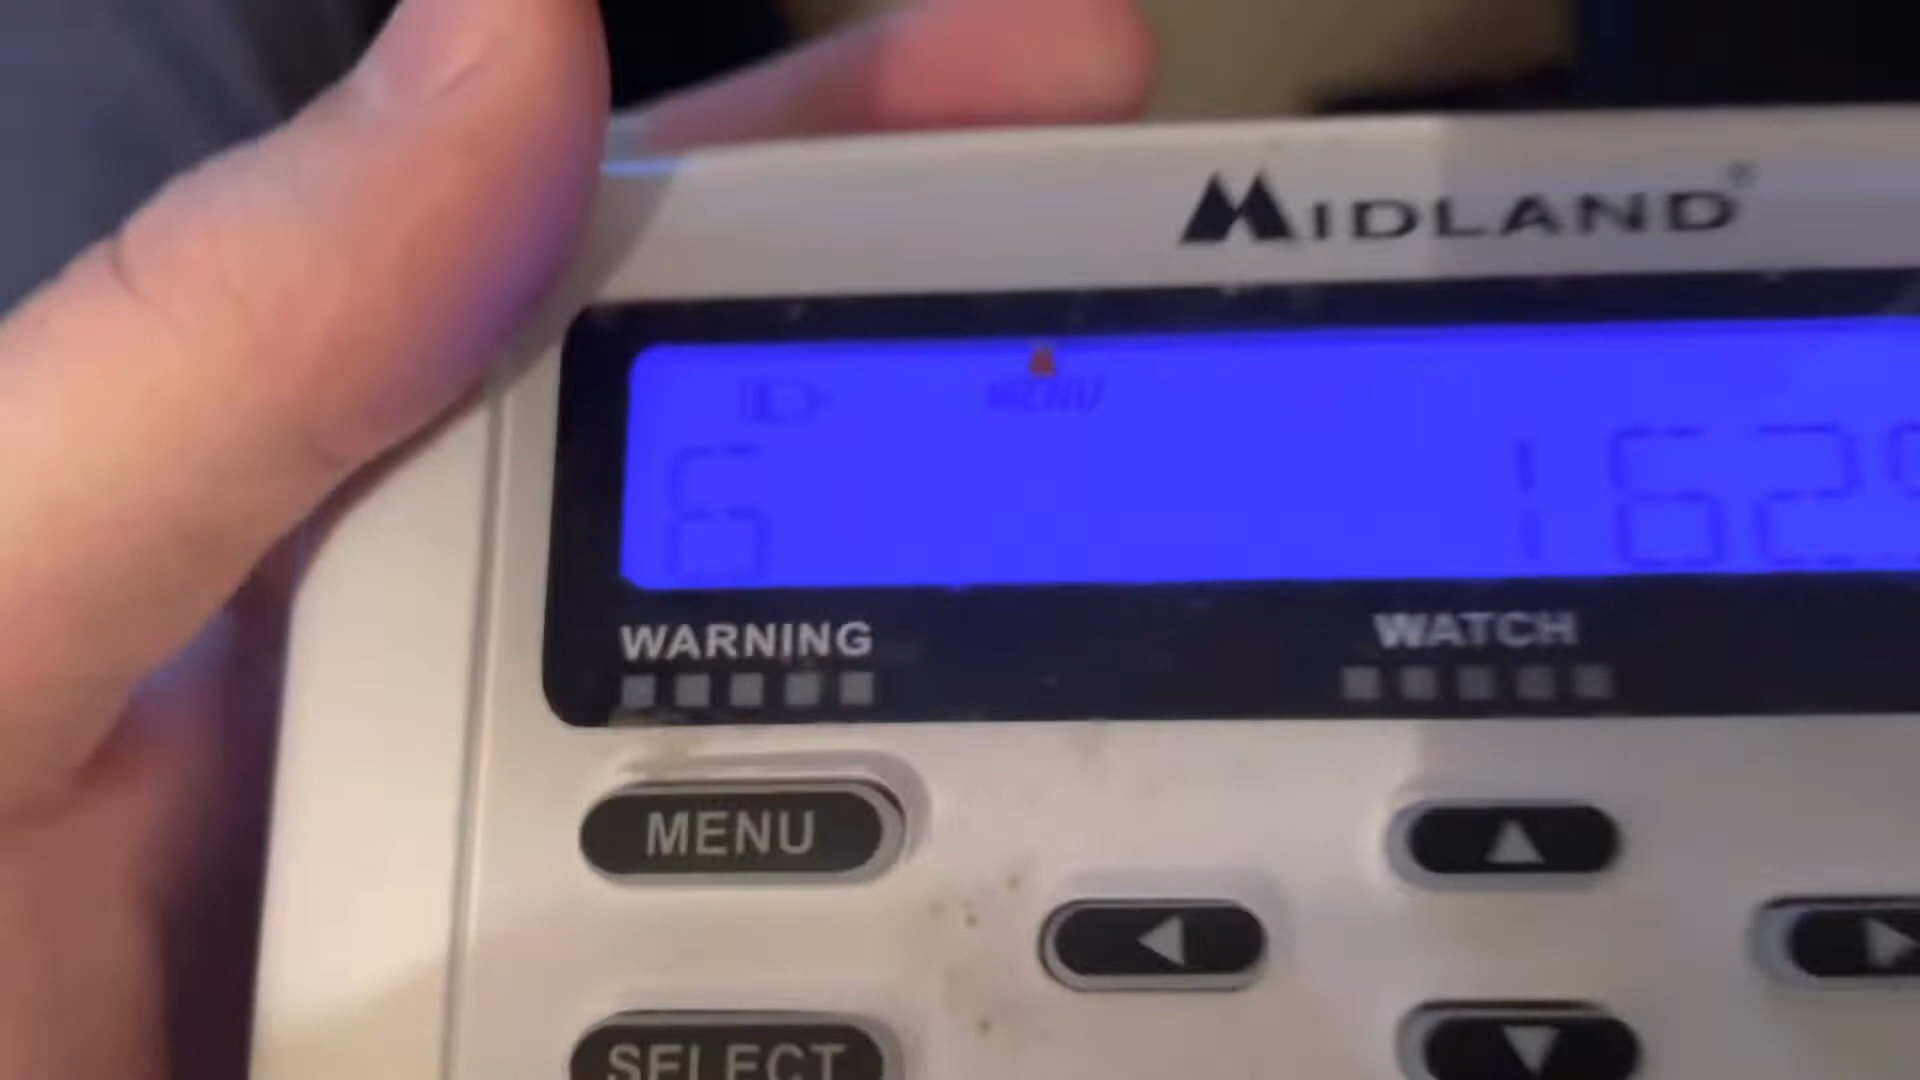 MIDLAND®
MENU
6 162
WARNING WATCH
MENU
SELECT